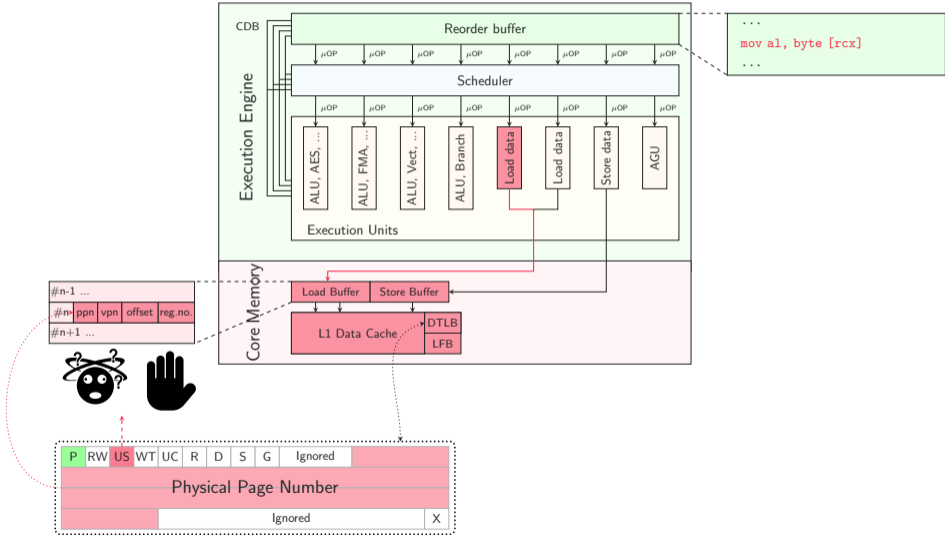 CDB
Reorder buffer
...
mov al, byte [rcx]
...
μOP μOP μOP μOP μOP μOP μOP μOP
Scheduler
Execution Engine
μOP μOP μOP μOP μOP μOP μOP μOP
ALU, AES, ...
ALU, FMA, ...
ALU, Vect, ...
ALU, Branch
Load data
Load data
Store data
AGU
Execution Units
Core Memory
Load Buffer Store Buffer
L1 Data Cache
DTLB
LFB
#n-1 ...
#n ppn vpn offset reg.no.
#n+1 ...
? ? ?
P RW US WT UC R D S G Ignored
Physical Page Number
Ignored X